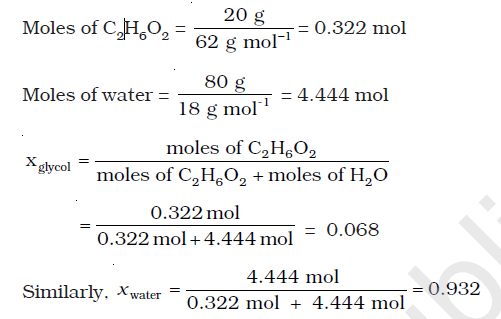 Moles of C₂H₆O₂ = 20 g / 62 g mol⁻¹ = 0.322 mol
Moles of water = 80 g / 18 g mol⁻¹ = 4.444 mol
x glycol = moles of C₂H₆O₂ / moles of C₂H₆O₂ + moles of H₂O
= 0.322 mol / 0.322 mol + 4.444 mol = 0.068
Similarly, x water = 4.444 mol / 0.322 mol + 4.444 mol = 0.932